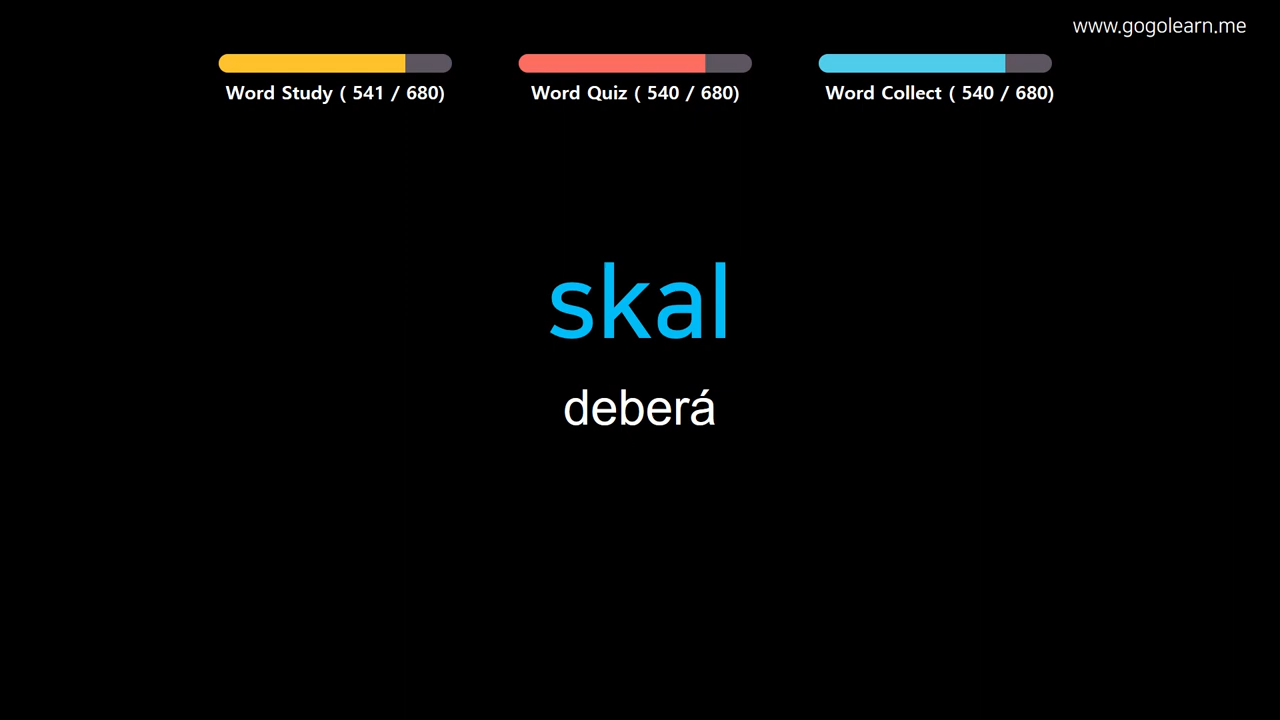 www.gogolearn.me
Word Study ( 541 / 680)
Word Quiz ( 540 / 680)
Word Collect ( 540 / 680)
skal
deberá